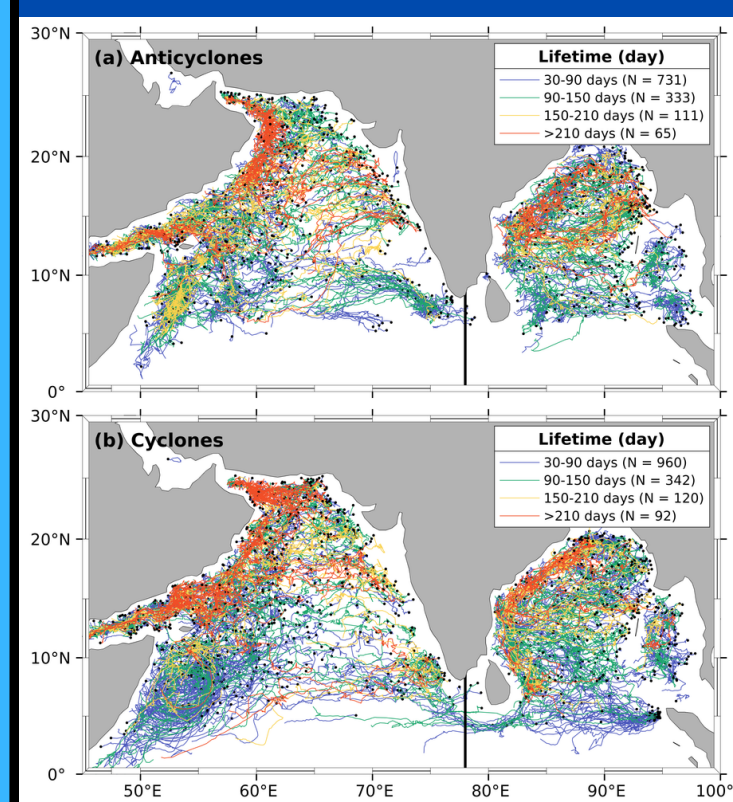 30°N
(a) Anticyclones
Lifetime (day)
30-90 days (N = 731)
90-150 days (N = 333)
150-210 days (N = 111)
>210 days (N = 65)
20°N
10°N
0°
30°N
(b) Cyclones
Lifetime (day)
30-90 days (N = 960)
90-150 days (N = 342)
150-210 days (N = 120)
>210 days (N = 92)
20°N
10°N
0°
50°E 60°E 70°E 80°E 90°E 100°